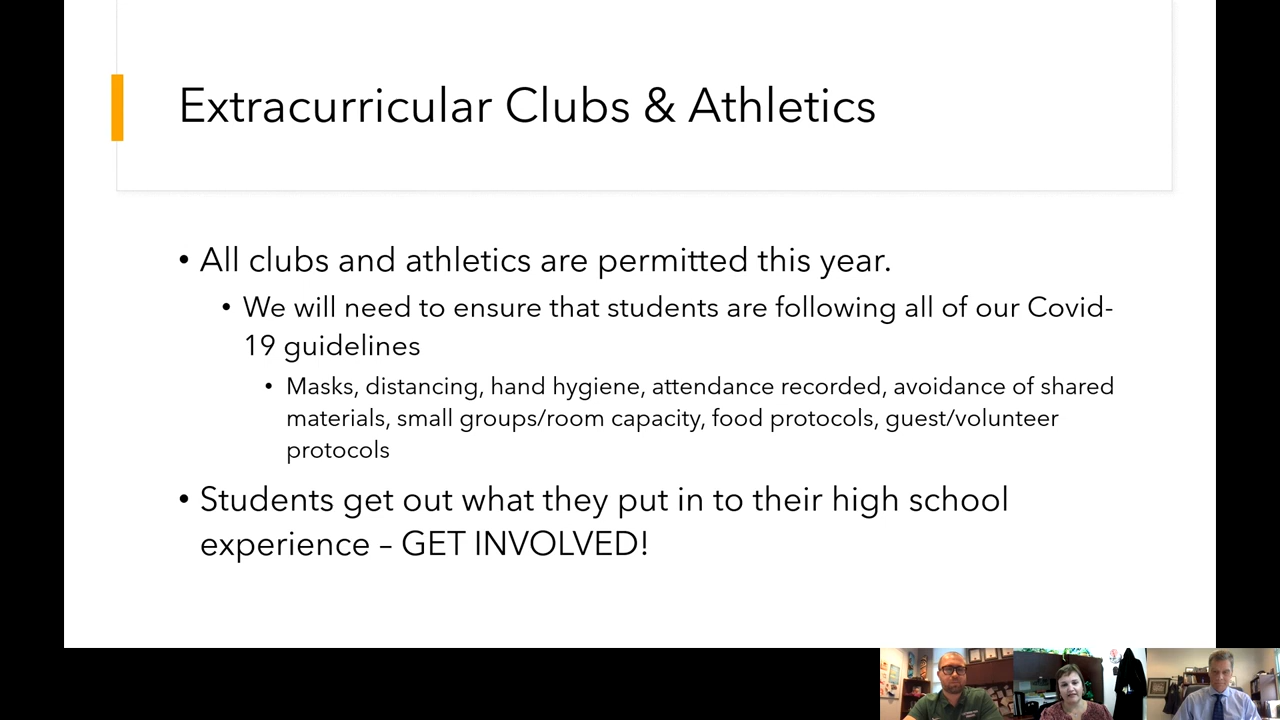 Extracurricular Clubs & Athletics
• All clubs and athletics are permitted this year.
• We will need to ensure that students are following all of our Covid-
19 guidelines
• Masks, distancing, hand hygiene, attendance recorded, avoidance of shared
materials, small groups/room capacity, food protocols, guest/volunteer
protocols
• Students get out what they put in to their high school
experience – GET INVOLVED!